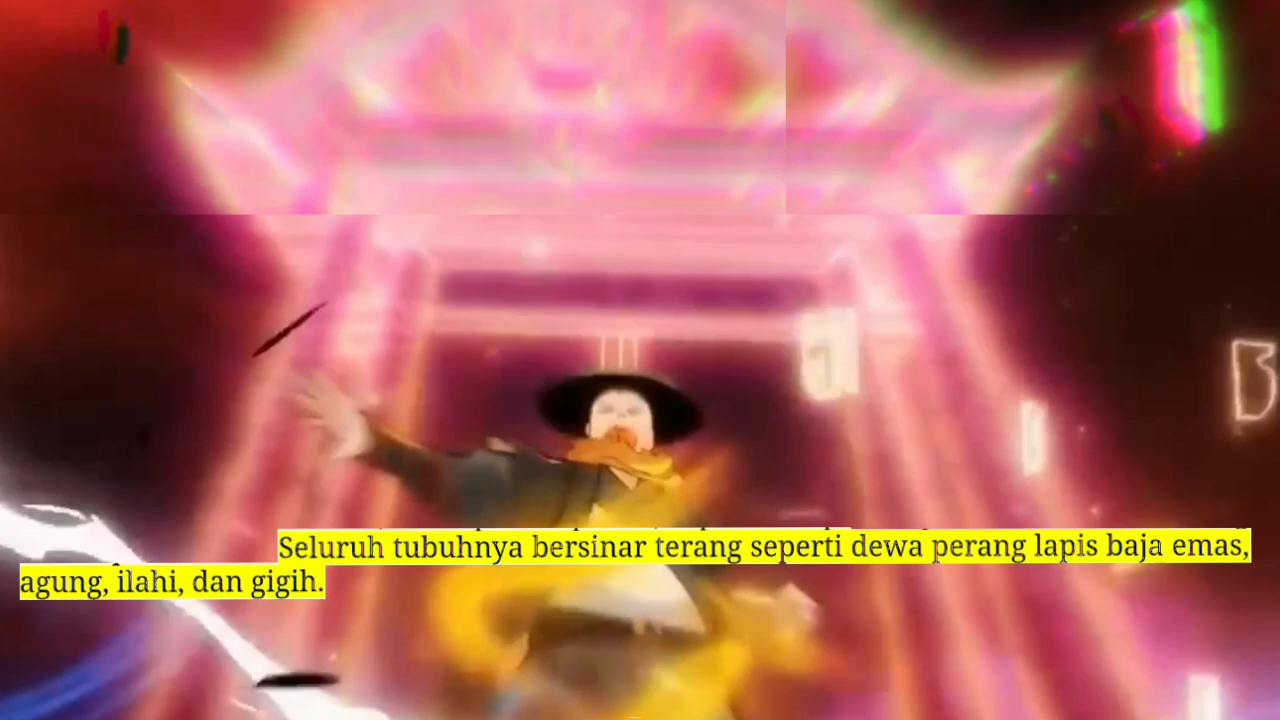 Seluruh tubuhnya bersinar terang seperti dewa perang lapis baja emas,
agung, ilahi, dan gigih.